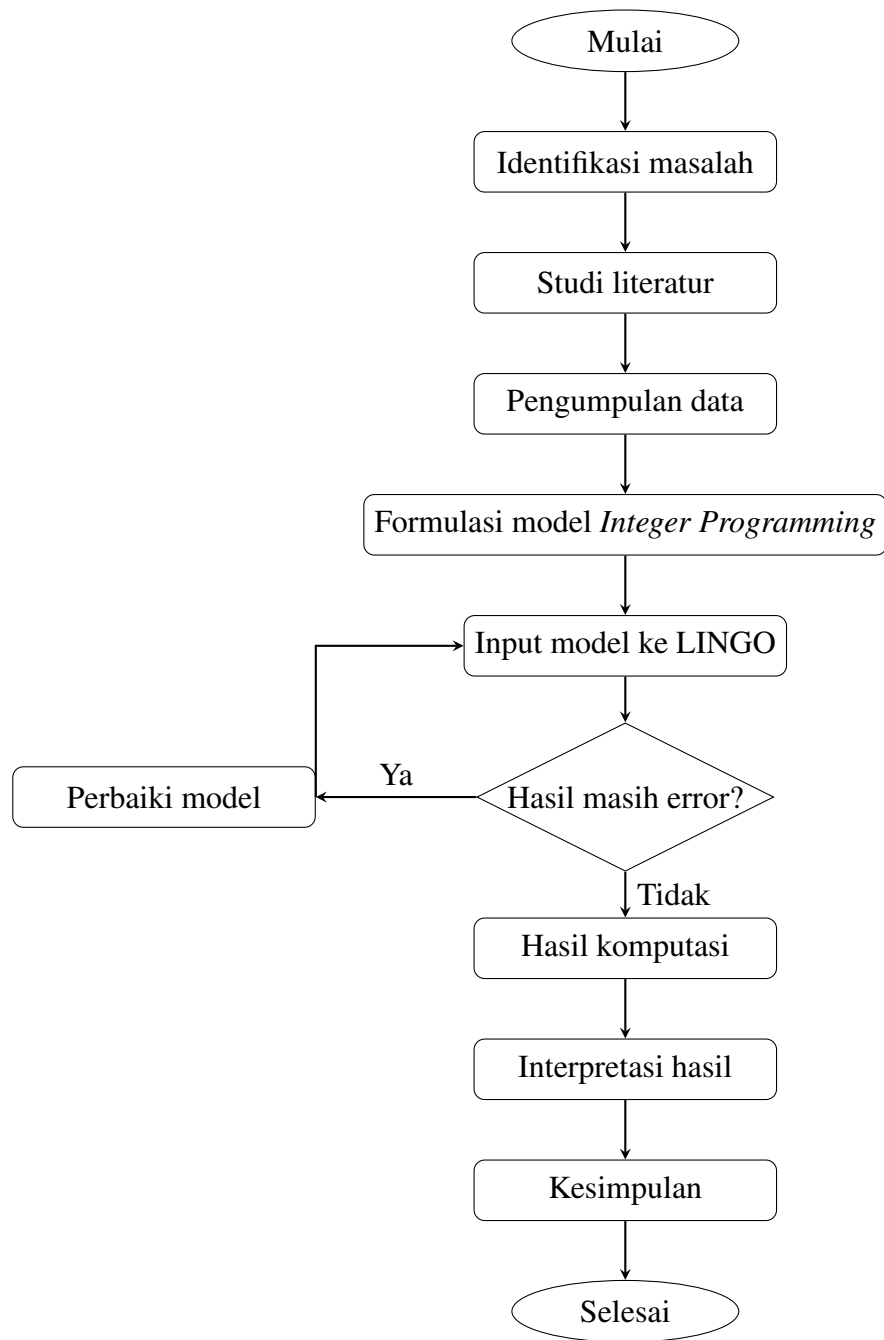 Mulai
Identifikasi masalah
Studi literatur
Pengumpulan data
Formulasi model Integer Programming
Input model ke LINGO
Perbaiki model
Ya
Hasil masih error?
Tidak
Hasil komputasi
Interpretasi hasil
Kesimpulan
Selesai